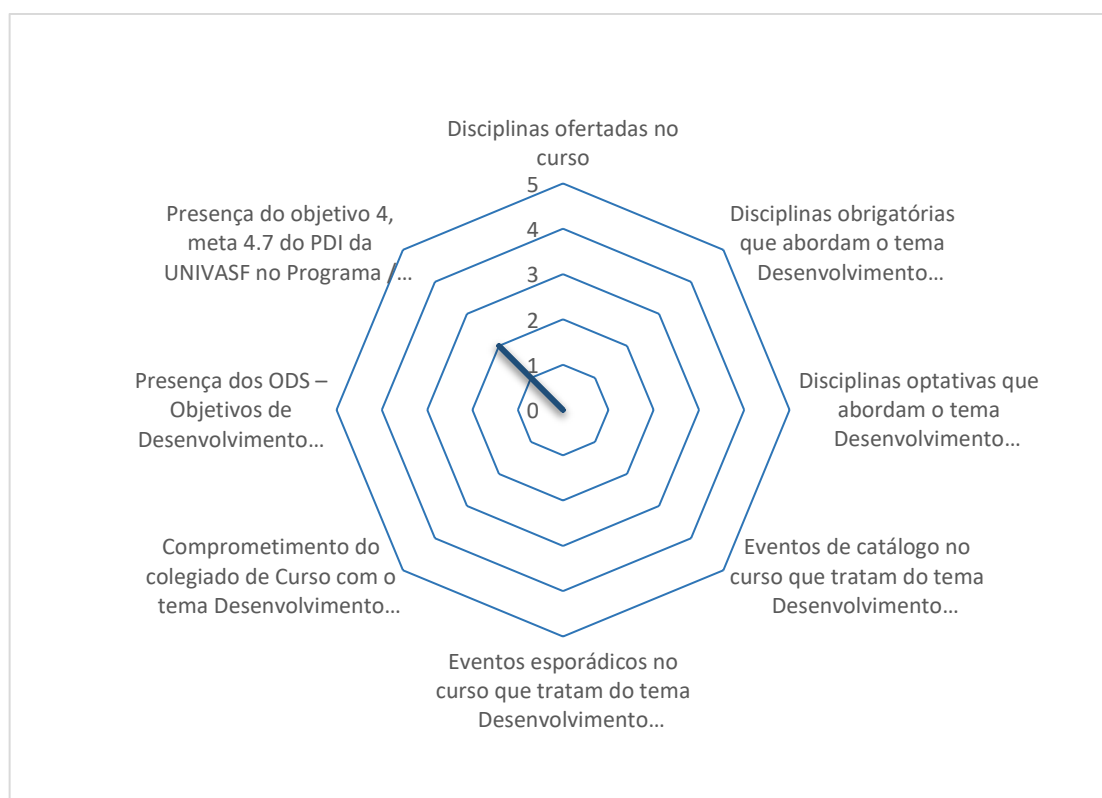 Disciplinas ofertadas no
curso
Disciplinas obrigatórias
que abordam o tema
Desenvolvimento...
Disciplinas optativas que
abordam o tema
Desenvolvimento...
Eventos de catálogo no
curso que tratam do tema
Desenvolvimento...
Eventos esporádicos no
curso que tratam do tema
Desenvolvimento...
Comprometimento do
colegiado de Curso com o
tema Desenvolvimento...
Presença dos ODS –
Objetivos de
Desenvolvimento...
Presença do objetivo 4,
meta 4.7 do PDI da
UNIVASF no Programa /...
5
4
3
2
1
0